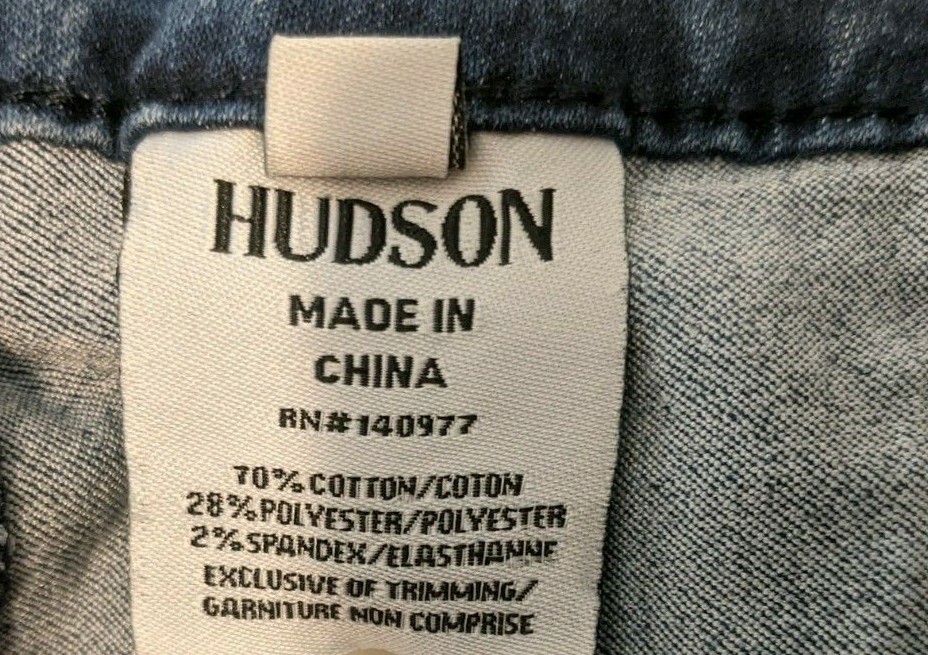 HUDSON
MADE IN
CHINA
RN#140977
70% COTTON/COTON
28% POLYESTER/POLYESTER
2% SPANDEX/ELASTHANNE
EXCLUSIVE OF TRIMMING/
GARNITURE NON COMPRISE